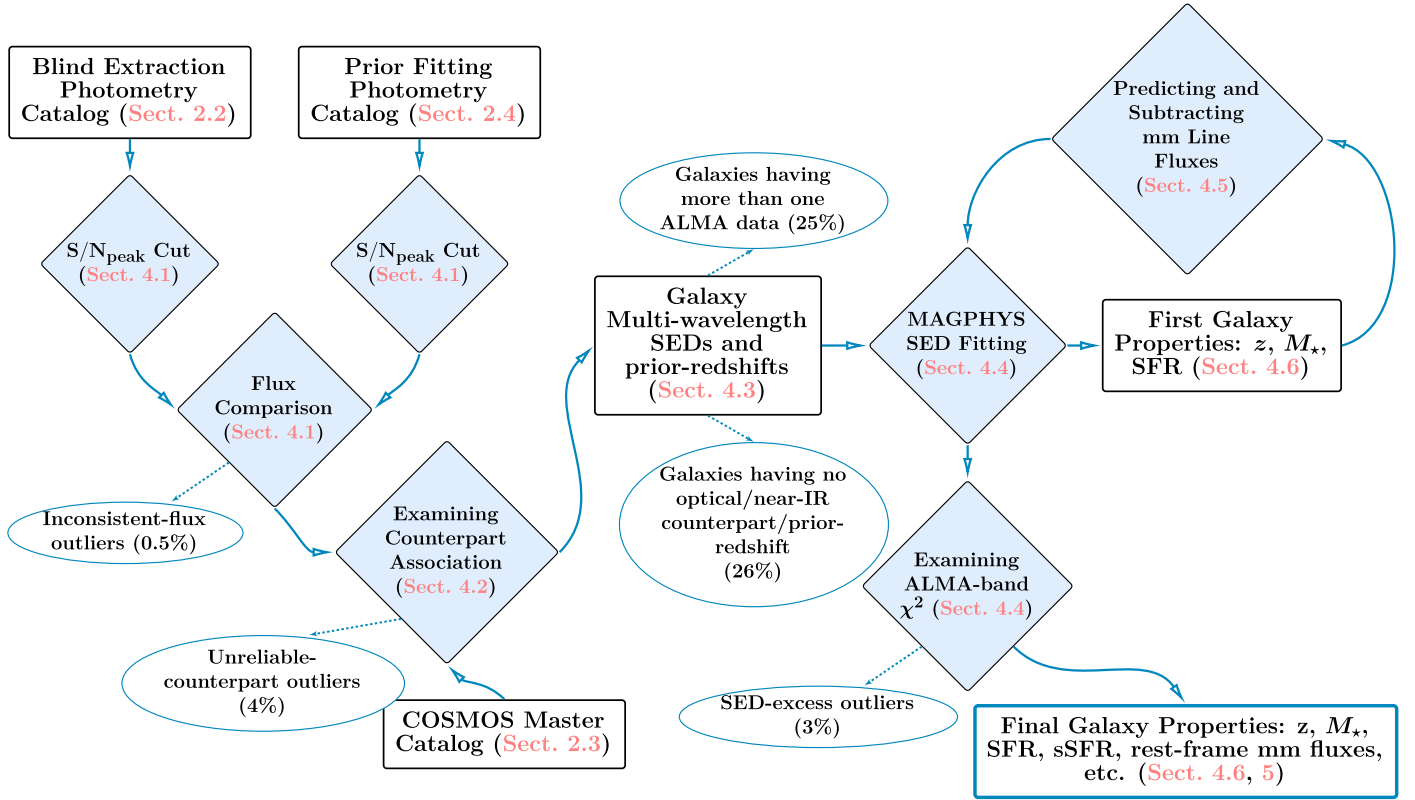 Blind Extraction
Photometry
Catalog (Sect. 2.2)
Prior Fitting
Photometry
Catalog (Sect. 2.4)
S/Npeak Cut
(Sect. 4.1)
S/Npeak Cut
(Sect. 4.1)
Flux
Comparison
(Sect. 4.1)
Inconsistent-flux
outliers (0.5%)
Examining
Counterpart
Association
(Sect. 4.2)
Unreliable-
counterpart outliers
(4%)
COSMOS Master
Catalog (Sect. 2.3)
Galaxies having
more than one
ALMA data (25%)
Galaxy
Multi-wavelength
SEDs and
prior-redshifts
(Sect. 4.3)
Galaxies having no
optical/near-IR
counterpart/prior-
redshift
(26%)
MAGPHYS
SED Fitting
(Sect. 4.4)
Predicting and
Subtracting
mm Line
Fluxes
(Sect. 4.5)
First Galaxy
Properties: z, M⋆,
SFR (Sect. 4.6)
Examining
ALMA-band
χ² (Sect. 4.4)
SED-excess outliers
(3%)
Final Galaxy Properties: z, M⋆,
SFR, sSFR, rest-frame mm fluxes,
etc. (Sect. 4.6, 5)